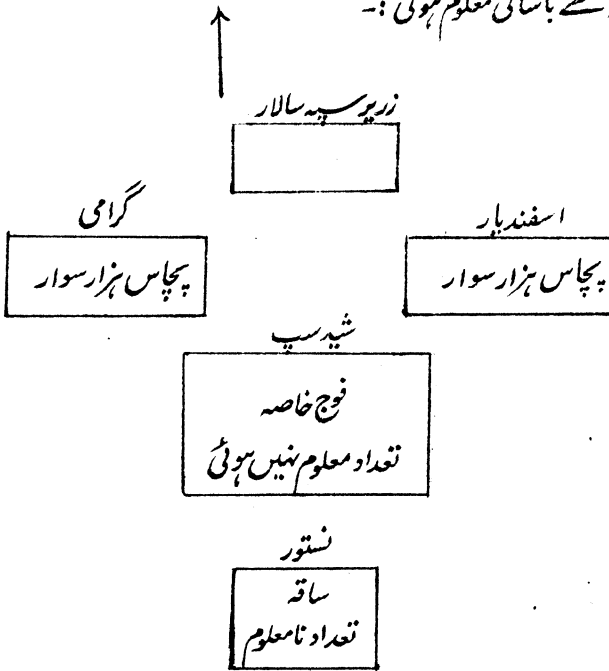 سے بآسانی معلوم ہوگی :-
زریر سپہ سالار
اسفندیار
گرامی
پچاس ہزار سوار
پچاس ہزار سوار
شیدسپ
فوج خاصہ
تعداد معلوم نہیں ہوئی
نستور
ساقہ
تعداد نامعلوم